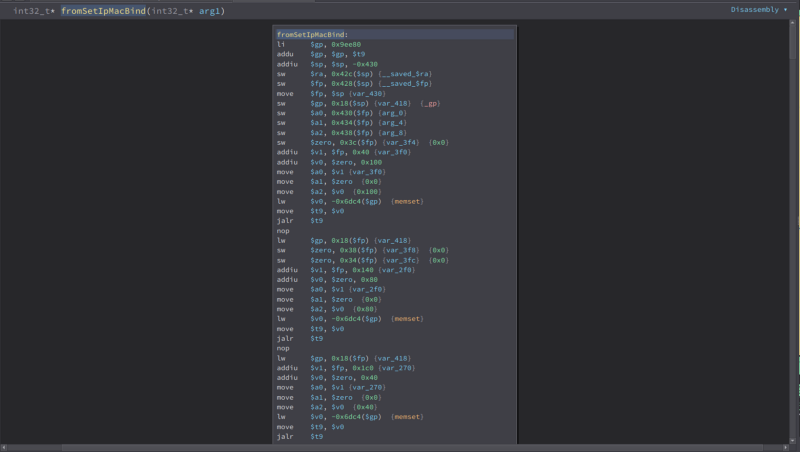 int32_t* fromSetIpMacBind(int32_t* arg1)
Disassembly
fromSetIpMacBind:
li $gp, 0x9ee80
addu $gp, $gp, $t9
addiu $sp, $sp, -0x430
sw $ra, 0x42c($sp) {__saved_$ra}
sw $fp, 0x428($sp) {__saved_$fp}
move $fp, $sp {var_430}
sw $gp, 0x18($sp) {var_418} {_gp}
sw $a0, 0x430($fp) {arg_0}
sw $a1, 0x434($fp) {arg_4}
sw $a2, 0x438($fp) {arg_8}
sw $zero, 0x3c($fp) {var_3f4} {0x0}
addiu $v1, $fp, 0x40 {var_3f0}
addiu $v0, $zero, 0x100
move $a0, $v1 {var_3f0}
move $a1, $zero {0x0}
move $a2, $v0 {0x100}
lw $v0, -0x6dc4($gp) {memset}
move $t9, $v0
jalr $t9
nop
lw $gp, 0x18($fp) {var_418}
sw $zero, 0x38($fp) {var_3f8} {0x0}
sw $zero, 0x34($fp) {var_3fc} {0x0}
addiu $v1, $fp, 0x140 {var_2f0}
addiu $v0, $zero, 0x80
move $a0, $v1 {var_2f0}
move $a1, $zero {0x0}
move $a2, $v0 {0x80}
lw $v0, -0x6dc4($gp) {memset}
move $t9, $v0
jalr $t9
nop
lw $gp, 0x18($fp) {var_418}
addiu $v1, $fp, 0x1c0 {var_270}
addiu $v0, $zero, 0x40
move $a0, $v1 {var_270}
move $a1, $zero {0x0}
move $a2, $v0 {0x40}
lw $v0, -0x6dc4($gp) {memset}
move $t9, $v0
jalr $t9